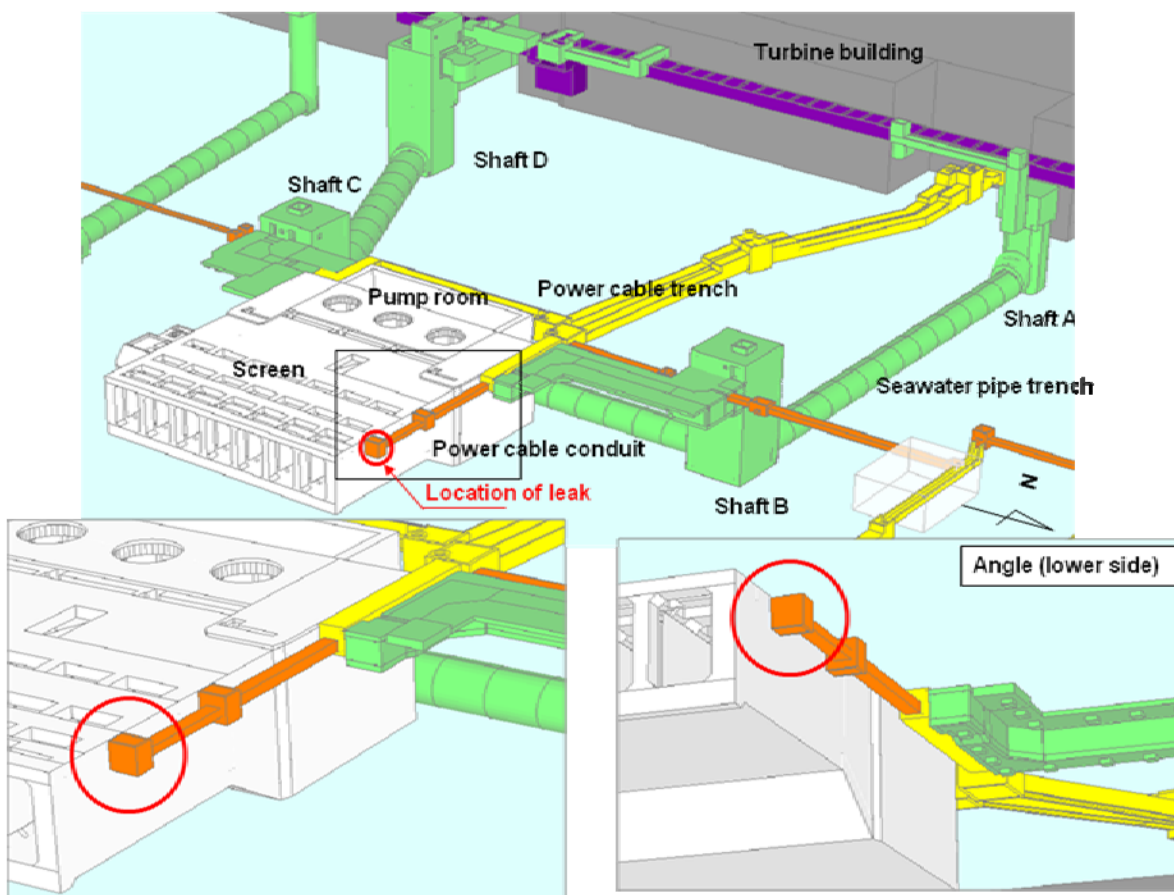 Turbine building
Shaft D
Shaft C
Pump room
Power cable trench
Shaft A
Screen
Seawater pipe trench
Power cable conduit
Location of leak
Shaft B
N
Angle (lower side)